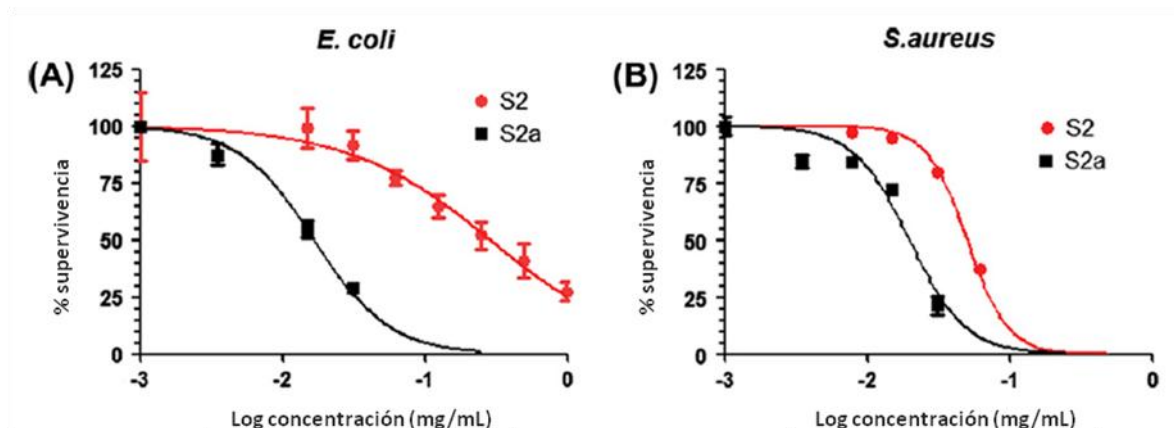 E. coli
(A)
125
100
75
50
25
0
% supervivencia
S2
S2a
-3
-2
-1
0
Log concentración (mg/mL)
S.aureus
(B)
125
100
75
50
25
0
% supervivencia
S2
S2a
-3
-2
-1
0
Log concentración (mg/mL)